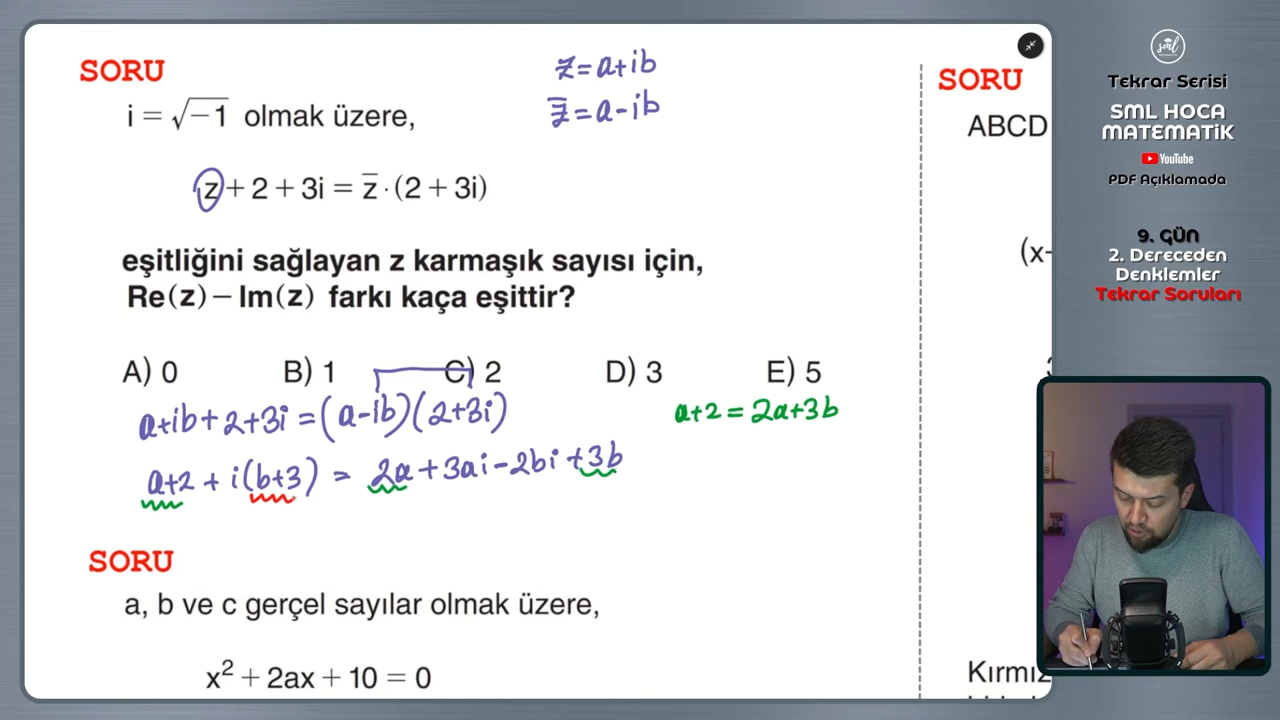 SORU
z = a+ib
z̅ = a-ib
i = √-1 olmak üzere,
z + 2 + 3i = z̅ · (2 + 3i)
eşitliğini sağlayan z karmaşık sayısı için,
Re(z) – Im(z) farkı kaça eşittir?
A) 0 B) 1 C) 2 D) 3 E) 5
a+ib+2+3i = (a-ib)(2+3i)
a+2 = 2a+3b
a+2 + i(b+3) = 2a+3ai-2bi+3b
SORU
a, b ve c gerçel sayılar olmak üzere,
x² + 2ax + 10 = 0
SORU
ABCD
(x-
Kırmız
sml
Tekrar Serisi
SML HOCA
MATEMATİK
YouTube
PDF Açıklamada
9. GÜN
2. Dereceden
Denklemler
Tekrar Soruları